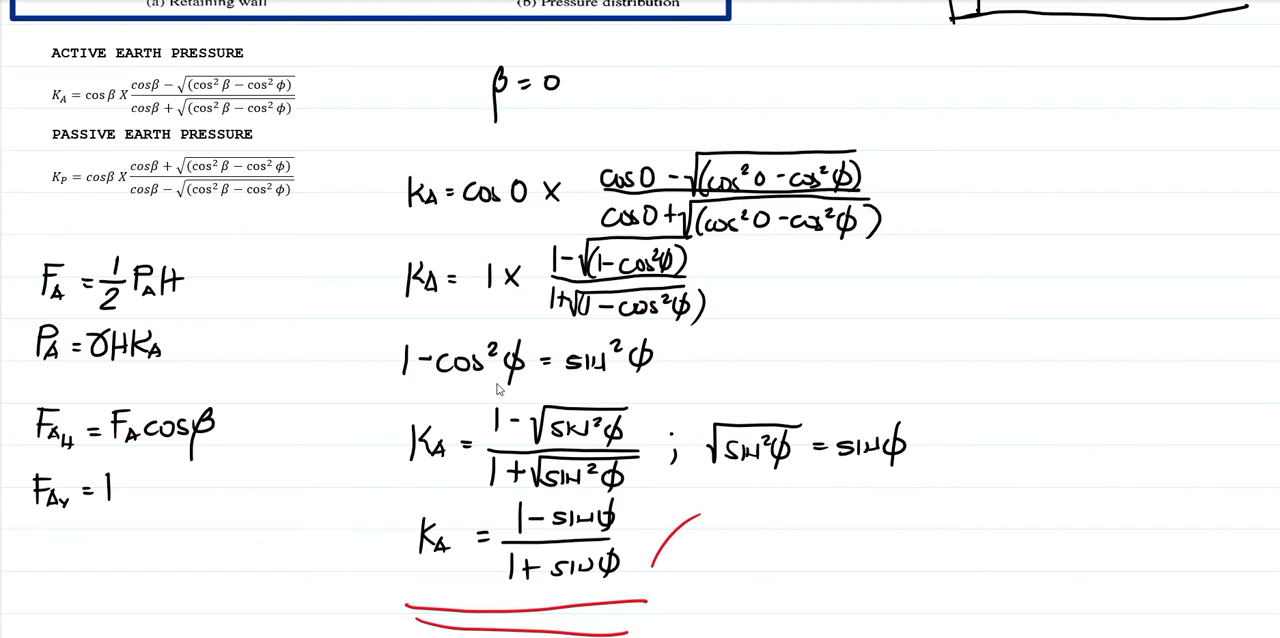 (a) Retaining wall (b) Pressure distribution
ACTIVE EARTH PRESSURE
K_A = cos β X (cosβ − √(cos² β − cos² ϕ)) / (cosβ + √(cos² β − cos² ϕ))
PASSIVE EARTH PRESSURE
K_P = cosβ X (cosβ + √(cos² β − cos² ϕ)) / (cosβ − √(cos² β − cos² ϕ))
F_A = 1/2 P_A H
P_A = γHK_A
F_AH = F_A cosβ
F_AV = 1
β = 0
K_A = cos 0 × (cos 0 − √(cos² 0 − cos² ϕ)) / (cos 0 + √(cos² 0 − cos² ϕ))
K_A = 1 × (1 − √(1 − cos² ϕ)) / (1 + √(1 − cos² ϕ))
1 − cos² ϕ = sin² ϕ
K_A = (1 − √sin² ϕ) / (1 + √sin² ϕ) ; √sin² ϕ = sin ϕ
K_A = (1 − sin ϕ) / (1 + sin ϕ)